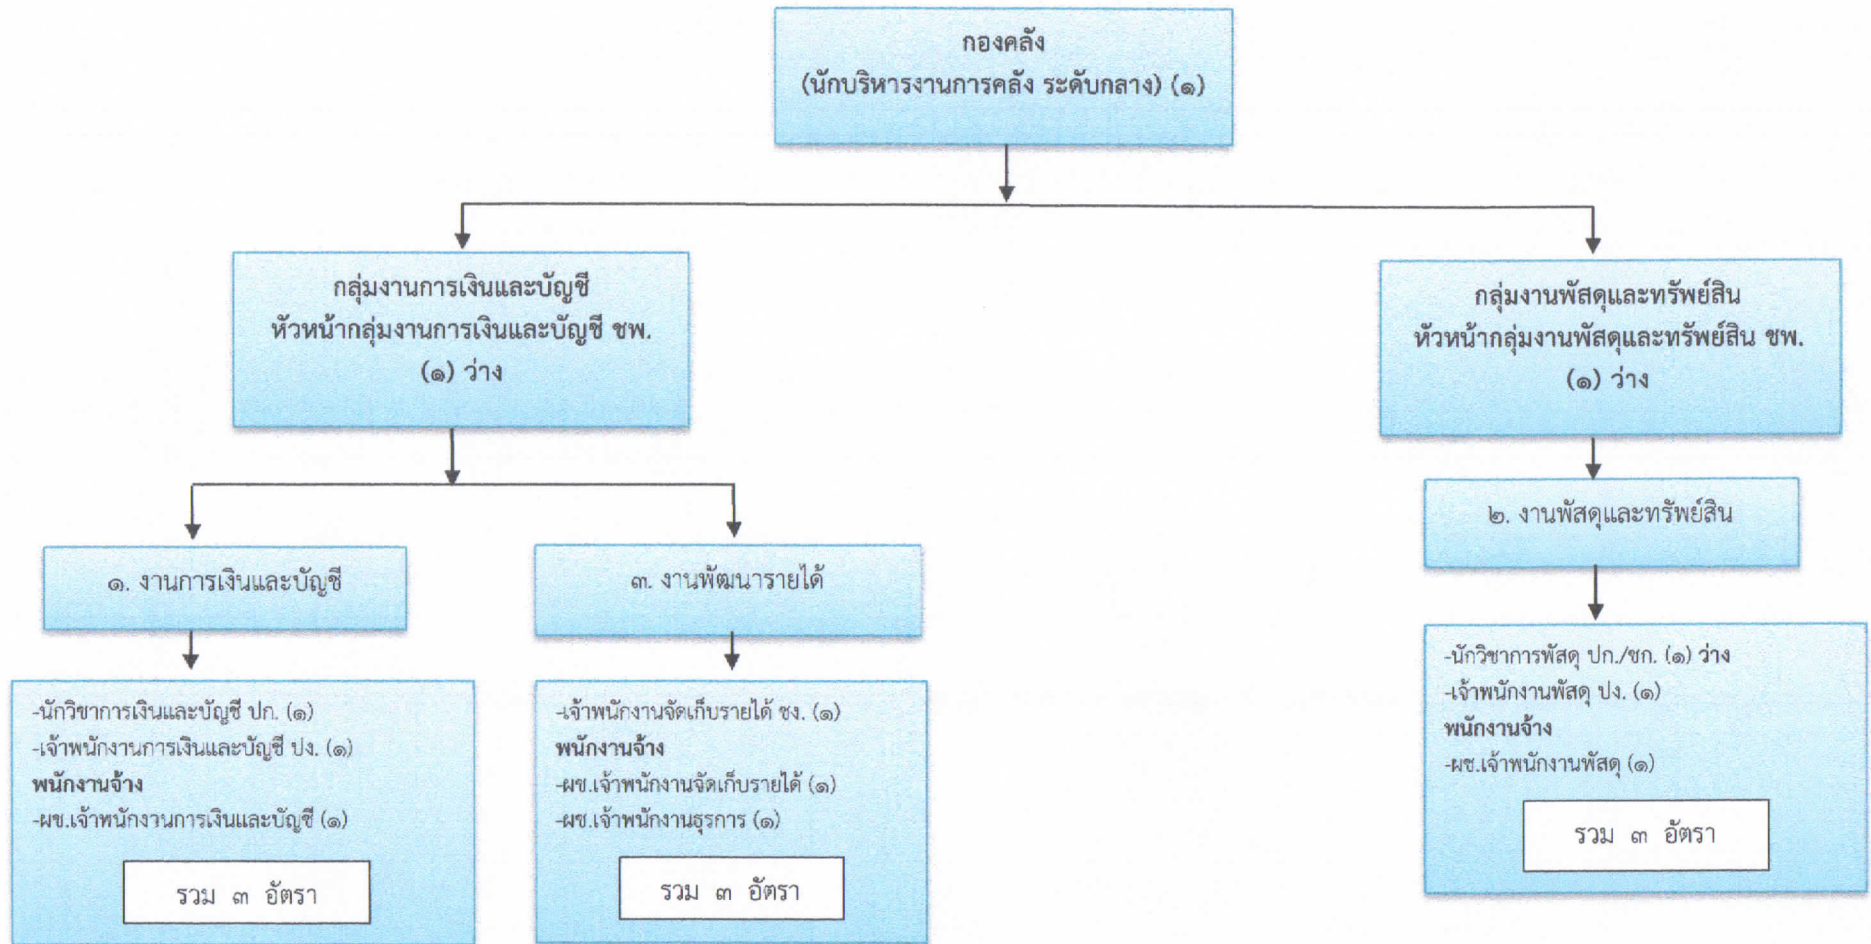 กองคลัง
(นักบริหารงานการคลัง ระดับกลาง) (๑)
กลุ่มงานการเงินและบัญชี
หัวหน้ากลุ่มงานการเงินและบัญชี ชพ.
(๑) ว่าง
กลุ่มงานพัสดุและทรัพย์สิน
หัวหน้ากลุ่มงานพัสดุและทรัพย์สิน ชพ.
(๑) ว่าง
๑. งานการเงินและบัญชี
๓. งานพัฒนารายได้
๒. งานพัสดุและทรัพย์สิน
-นักวิชาการเงินและบัญชี ปก. (๑)
-เจ้าพนักงานการเงินและบัญชี ปง. (๑)
พนักงานจ้าง
-ผช.เจ้าพนักงานการเงินและบัญชี (๑)
รวม ๓ อัตรา
-เจ้าพนักงานจัดเก็บรายได้ ชง. (๑)
พนักงานจ้าง
-ผช.เจ้าพนักงานจัดเก็บรายได้ (๑)
-ผช.เจ้าพนักงานธุรการ (๑)
รวม ๓ อัตรา
-นักวิชาการพัสดุ ปก./ชก. (๑) ว่าง
-เจ้าพนักงานพัสดุ ปง. (๑)
พนักงานจ้าง
-ผช.เจ้าพนักงานพัสดุ (๑)
รวม ๓ อัตรา